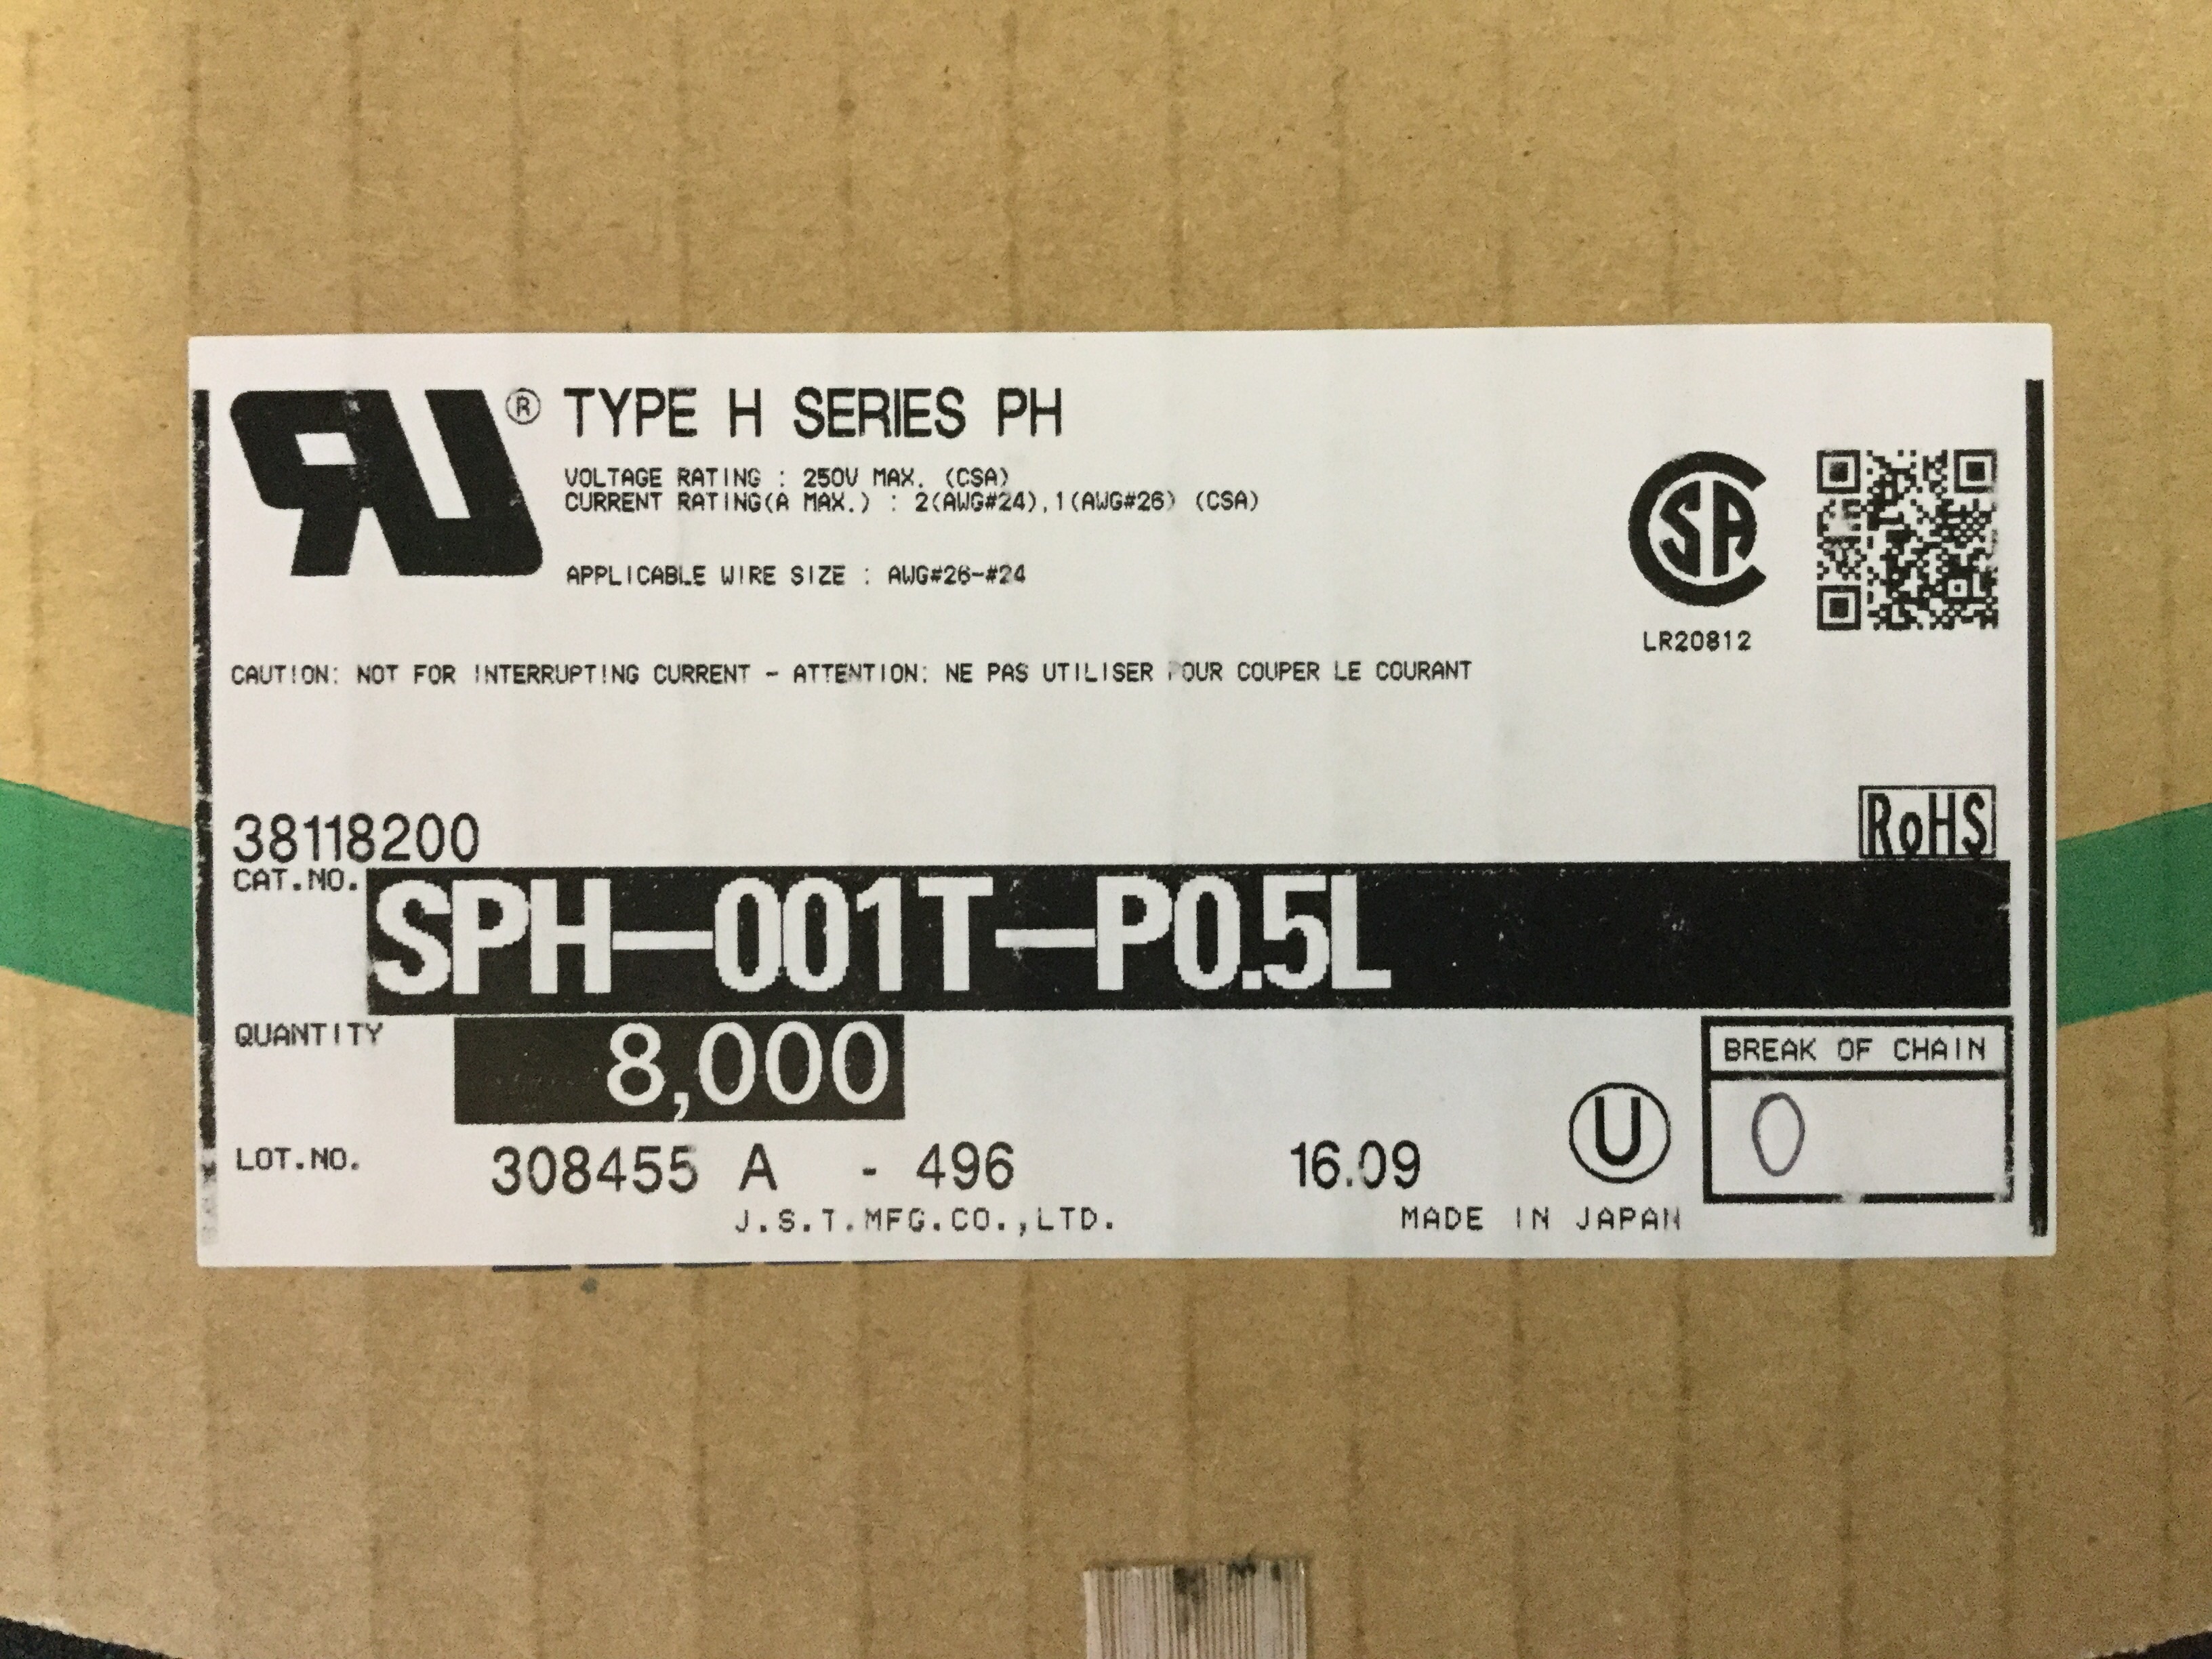 ® TYPE H SERIES PH
VOLTAGE RATING : 250V MAX. (CSA)
CURRENT RATING(A MAX.) : 2(AWG#24),1(AWG#26) (CSA)
APPLICABLE WIRE SIZE : AWG#26-#24
LR20812
CAUTION: NOT FOR INTERRUPTING CURRENT - ATTENTION: NE PAS UTILISER POUR COUPER LE COURANT
38118200
RoHS
CAT.NO. SPH-001T-P0.5L
QUANTITY 8,000
BREAK OF CHAIN
0
LOT.NO. 308455 A - 496 16.09 U
J.S.T.MFG.CO.,LTD. MADE IN JAPAN